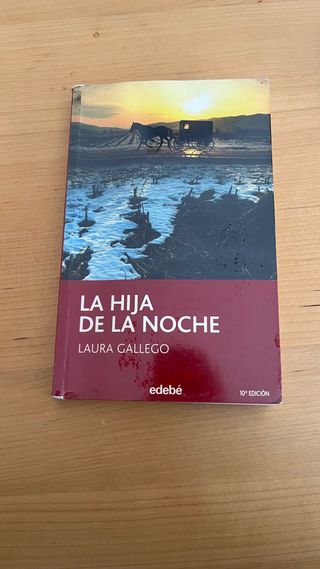 LA HIJA
DE LA NOCHE
LAURA GALLEGO
edebé
10ª EDICIÓN